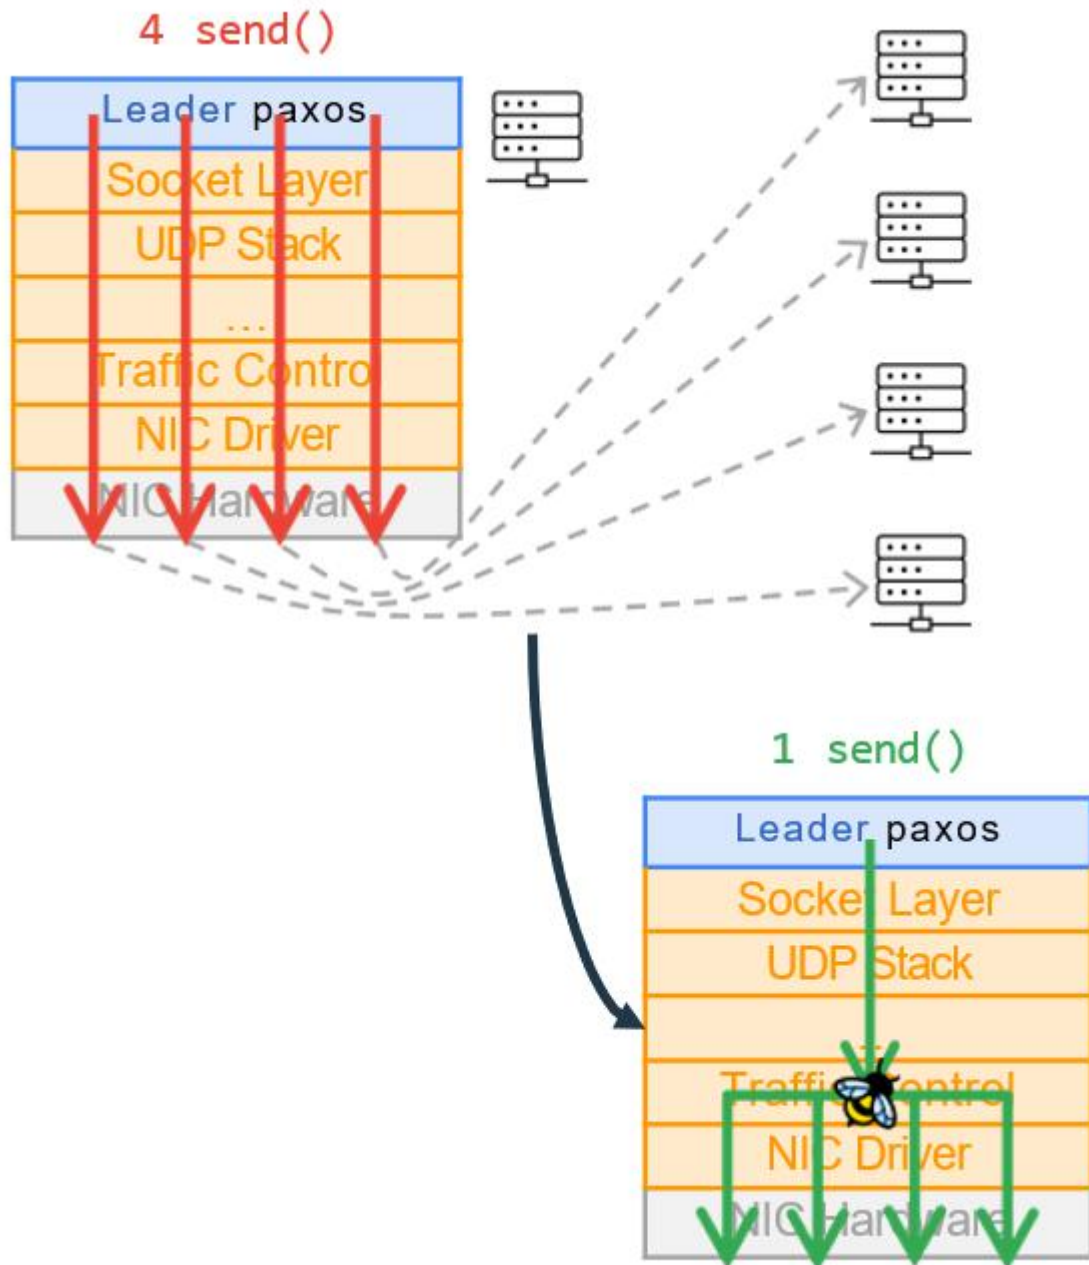 4 send()
Leader paxos
Socket Layer
UDP Stack
...
Traffic Control
NIC Driver
NIC Hardware
1 send()
Leader paxos
Socket Layer
UDP Stack
Traffic Control
NIC Driver
NIC Hardware